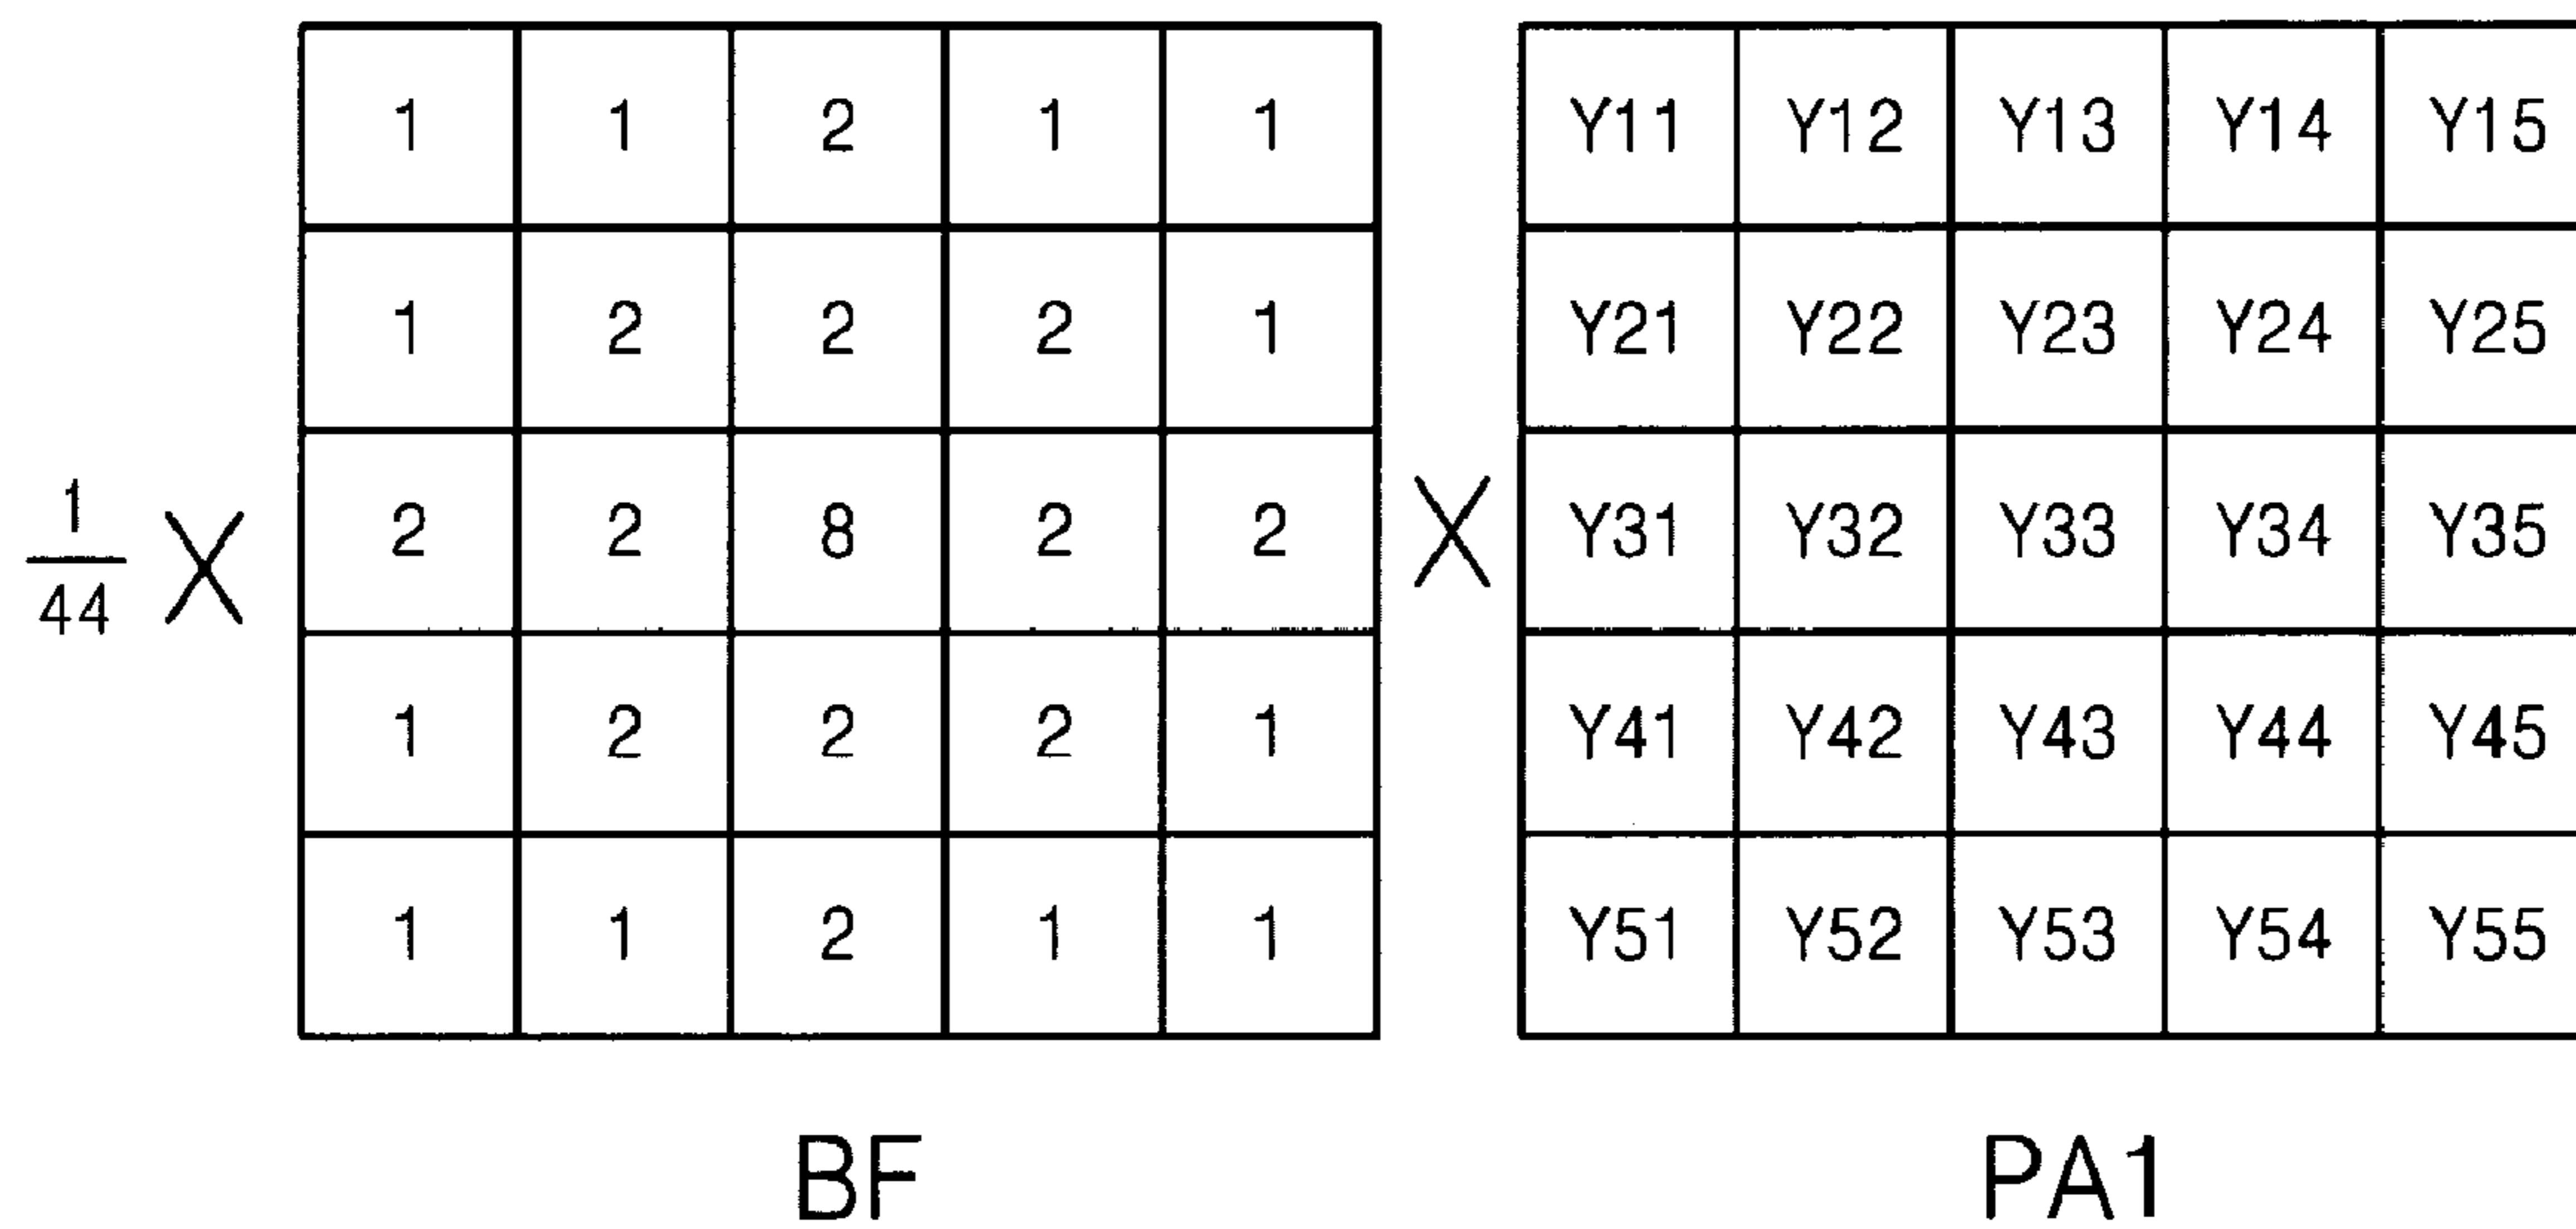 1 1 2 1 1 Y11 Y12 Y13 Y14 Y15
1 2 2 2 1 Y21 Y22 Y23 Y24 Y25
1/44 X 2 2 8 2 2 X Y31 Y32 Y33 Y34 Y35
1 2 2 2 1 Y41 Y42 Y43 Y44 Y45
1 1 2 1 1 Y51 Y52 Y53 Y54 Y55
BF PA1